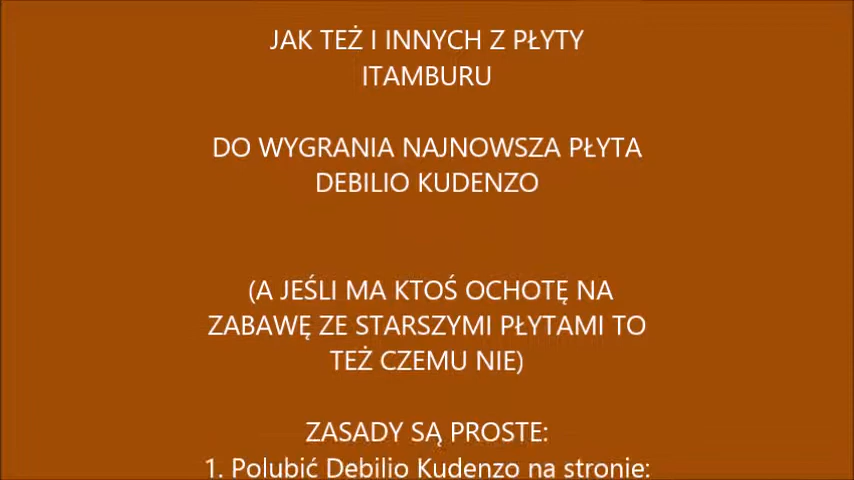 JAK TEŻ I INNYCH Z PŁYTY
ITAMBURU
DO WYGRANIA NAJNOWSZA PŁYTA
DEBILIO KUDENZO
(A JEŚLI MA KTOŚ OCHOTĘ NA
ZABAWĘ ZE STARSZYMI PŁYTAMI TO
TEŻ CZEMU NIE)
ZASADY SĄ PROSTE:
1. Polubić Debilio Kudenzo na stronie: